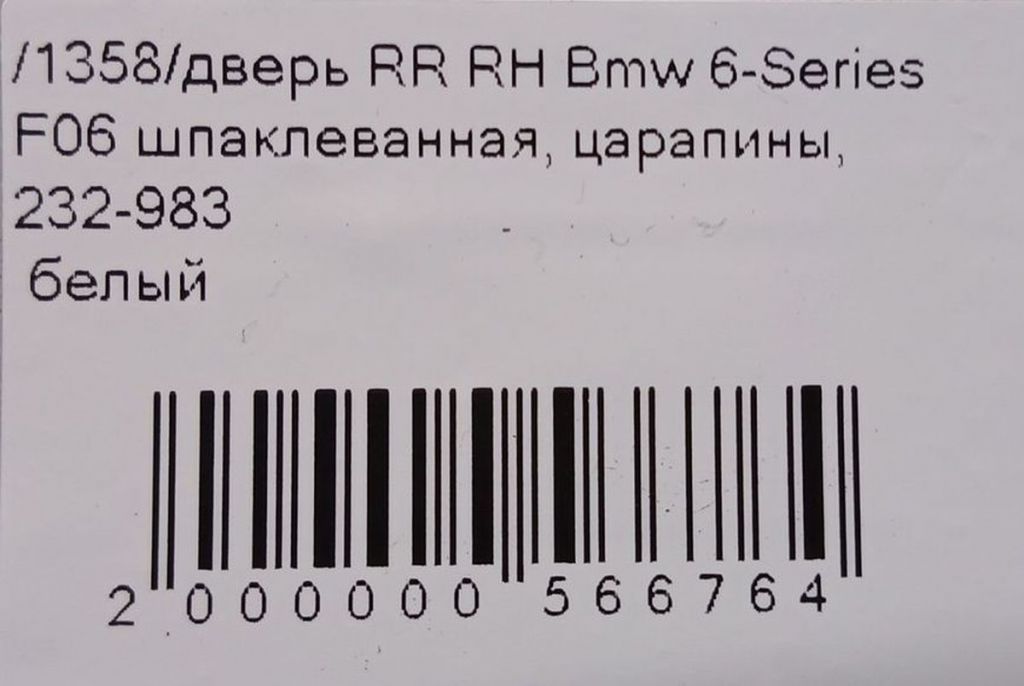 /1358/дверь RR RH Bmw 6-Series
F06 шпаклеванная, царапины,
232-983
белый
2 000000 566764